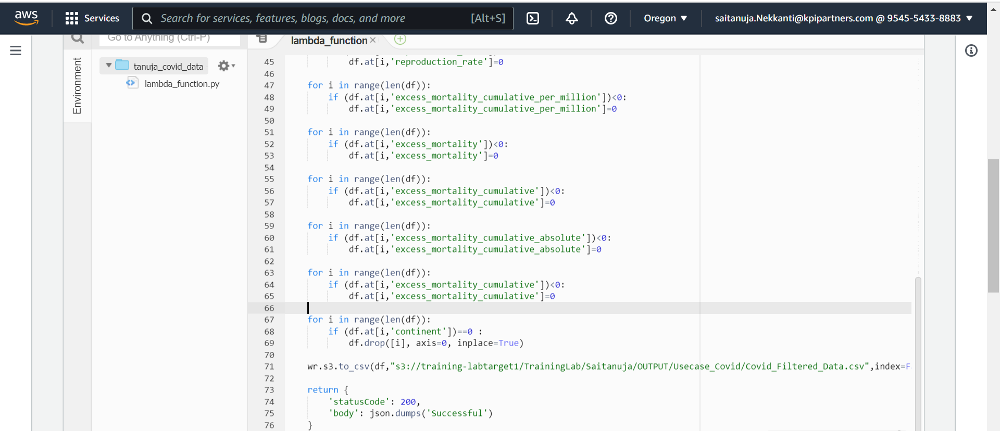 aws Services Search for services, features, blogs, docs, and more [Alt+S] Oregon ▼ saitanuja.Nekkanti@kpipartners.com @ 9545-5433-8883 ▼
Go to Anything (Ctrl-P)
lambda_function ×
Environment
tanuja_covid_data
lambda_function.py
45 df.at[i,'reproduction_rate']=0
46
47 for i in range(len(df)):
48 if (df.at[i,'excess_mortality_cumulative_per_million'])<0:
49 df.at[i,'excess_mortality_cumulative_per_million']=0
50
51 for i in range(len(df)):
52 if (df.at[i,'excess_mortality'])<0:
53 df.at[i,'excess_mortality']=0
54
55 for i in range(len(df)):
56 if (df.at[i,'excess_mortality_cumulative'])<0:
57 df.at[i,'excess_mortality_cumulative']=0
58
59 for i in range(len(df)):
60 if (df.at[i,'excess_mortality_cumulative_absolute'])<0:
61 df.at[i,'excess_mortality_cumulative_absolute']=0
62
63 for i in range(len(df)):
64 if (df.at[i,'excess_mortality_cumulative'])<0:
65 df.at[i,'excess_mortality_cumulative']=0
66
67 for i in range(len(df)):
68 if (df.at[i,'continent'])==0 :
69 df.drop([i], axis=0, inplace=True)
70
71 wr.s3.to_csv(df,"s3://training-labtarget1/TrainingLab/Saitanuja/OUTPUT/Usecase_Covid/Covid_Filtered_Data.csv",index=F
72
73 return {
74 'statusCode': 200,
75 'body': json.dumps('Successful')
76 }